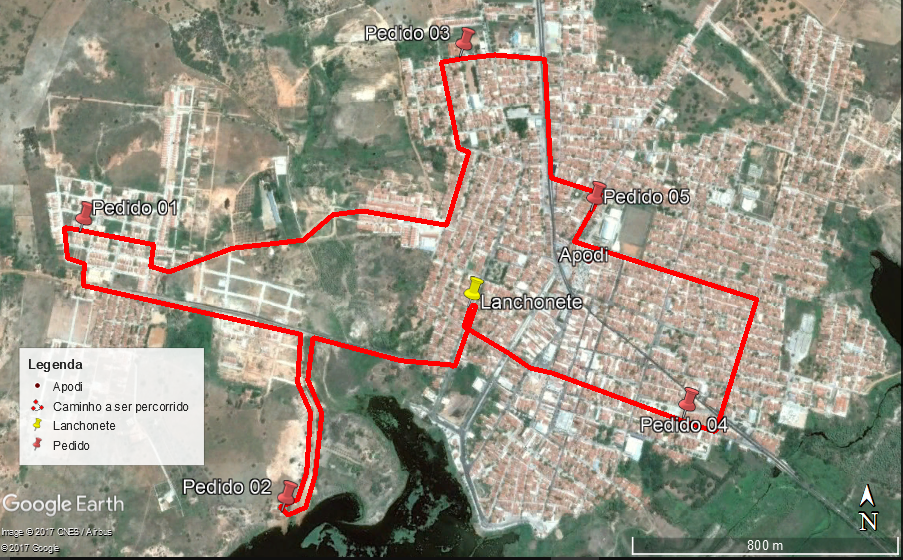 Pedido 03
Pedido 01
Pedido 05
Apodi
Lanchonete
Legenda
Apodi
Caminho a ser percorrido
Lanchonete
Pedido
Pedido 04
Pedido 02
Google Earth
N
Image © 2017 CNES / Airbus
© 2017 Google
800 m